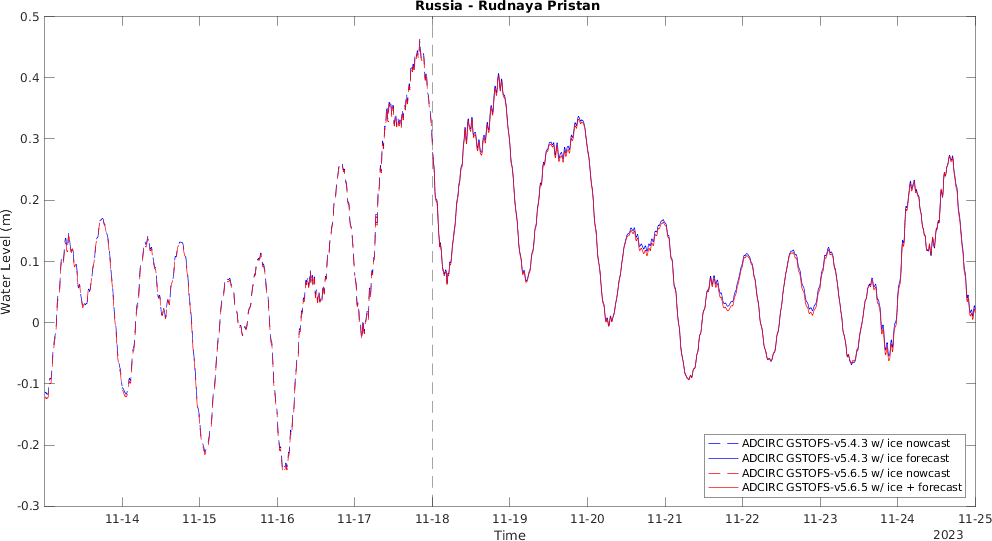 Russia - Rudnaya Pristan
Water Level (m)
0.5
0.4
0.3
0.2
0.1
0
-0.1
-0.2
-0.3
ADCIRC GSTOFS-v5.4.3 w/ ice nowcast
ADCIRC GSTOFS-v5.4.3 w/ ice forecast
ADCIRC GSTOFS-v5.6.5 w/ ice nowcast
ADCIRC GSTOFS-v5.6.5 w/ ice + forecast
11-14 11-15 11-16 11-17 11-18 11-19 11-20 11-21 11-22 11-23 11-24 11-25
Time
2023